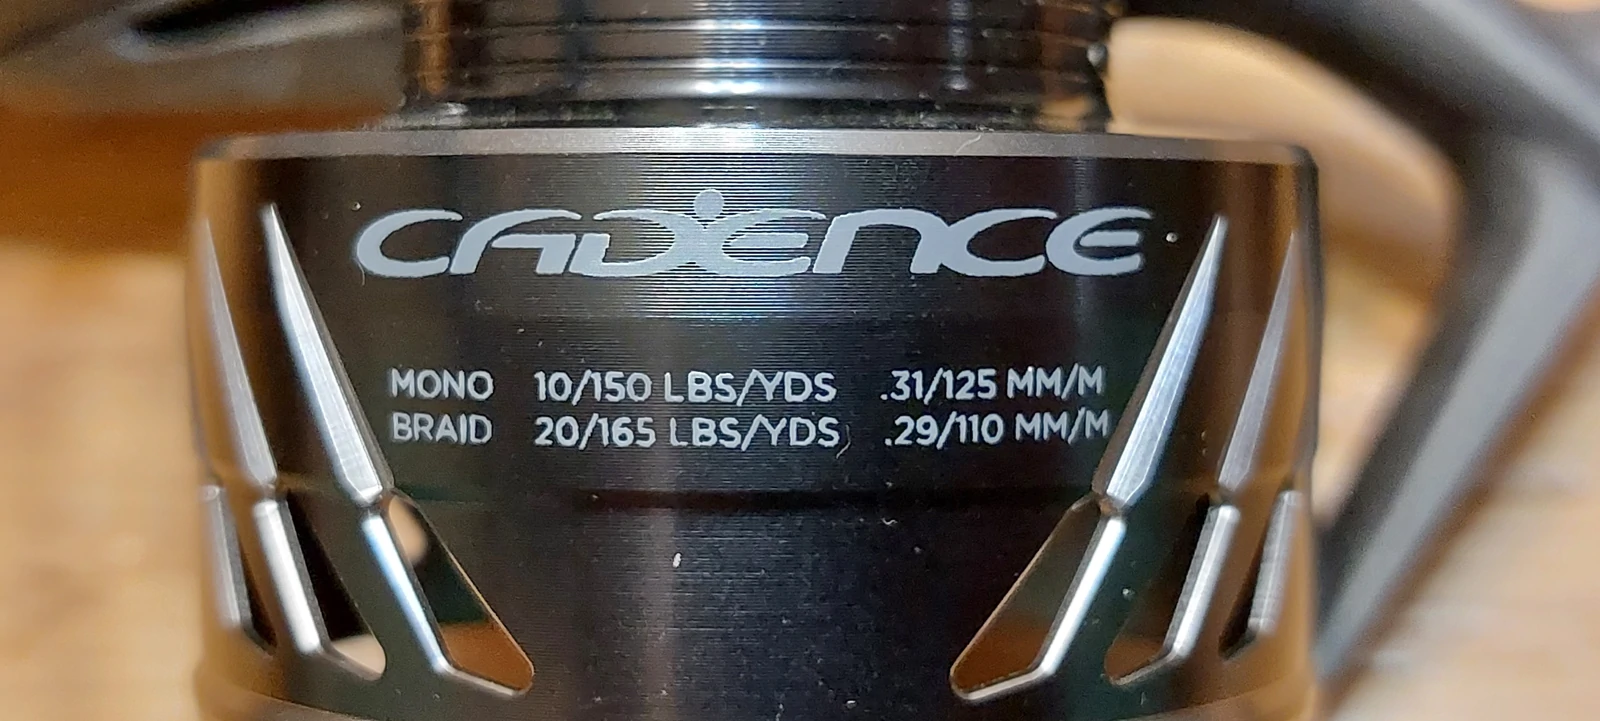 CADENCE
MONO 10/150 LBS/YDS .31/125 MM/M
BRAID 20/165 LBS/YDS .29/110 MM/M